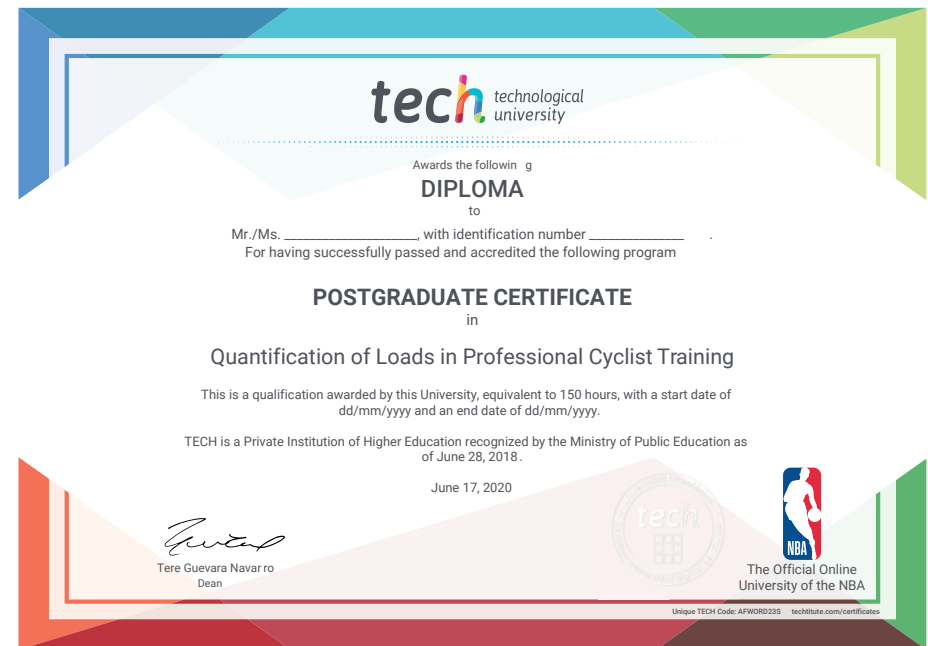 tech technological
university
Awards the followin g
DIPLOMA
to
Mr./Ms. ____________________, with identification number ______________ .
For having successfully passed and accredited the following program
POSTGRADUATE CERTIFICATE
in
Quantification of Loads in Professional Cyclist Training
This is a qualification awarded by this University, equivalent to 150 hours, with a start date of
dd/mm/yyyy and an end date of dd/mm/yyyy.
TECH is a Private Institution of Higher Education recognized by the Ministry of Public Education as
of June 28, 2018.
June 17, 2020
tech
NBA
Tere Guevara Navar ro
Dean
The Official Online
University of the NBA
Unique TECH Code: AFWORD23S techtitute.com/certificates